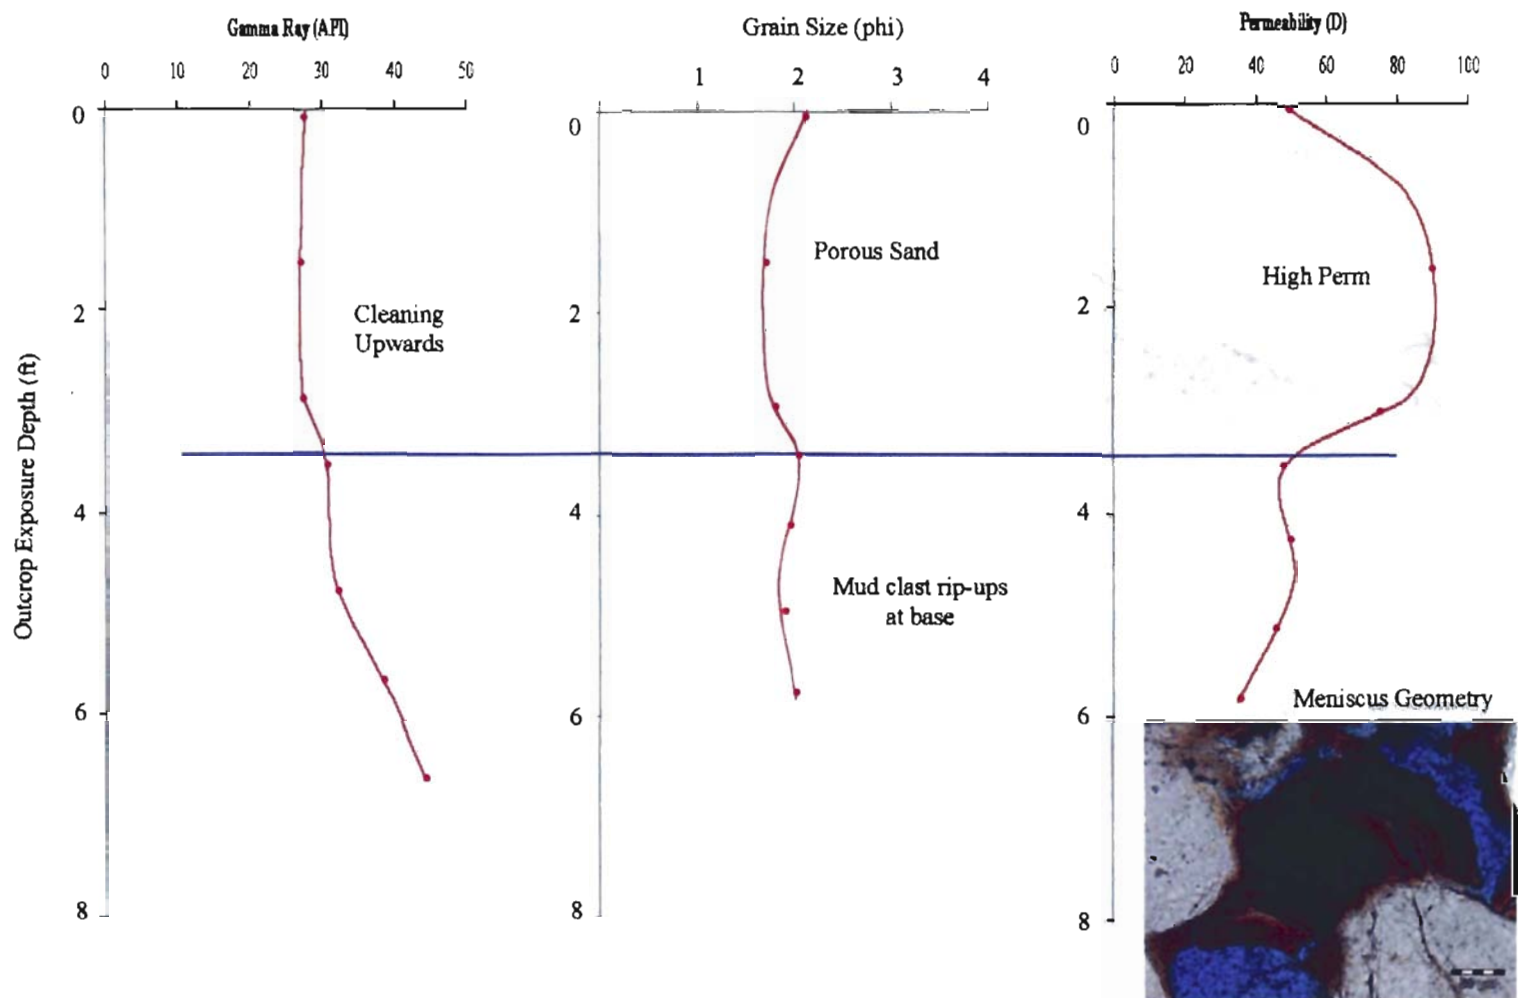 Gamma Ray (API)
0 10 20 30 40 50
Grain Size (phi)
1 2 3 4
Permeability (D)
0 20 40 60 80 100
Outcrop Exposure Depth (ft)
0
2
4
6
8
Cleaning
Upwards
0
2
4
6
8
Porous Sand
Mud clast rip-ups
at base
0
2
4
6
8
High Perm
Meniscus Geometry